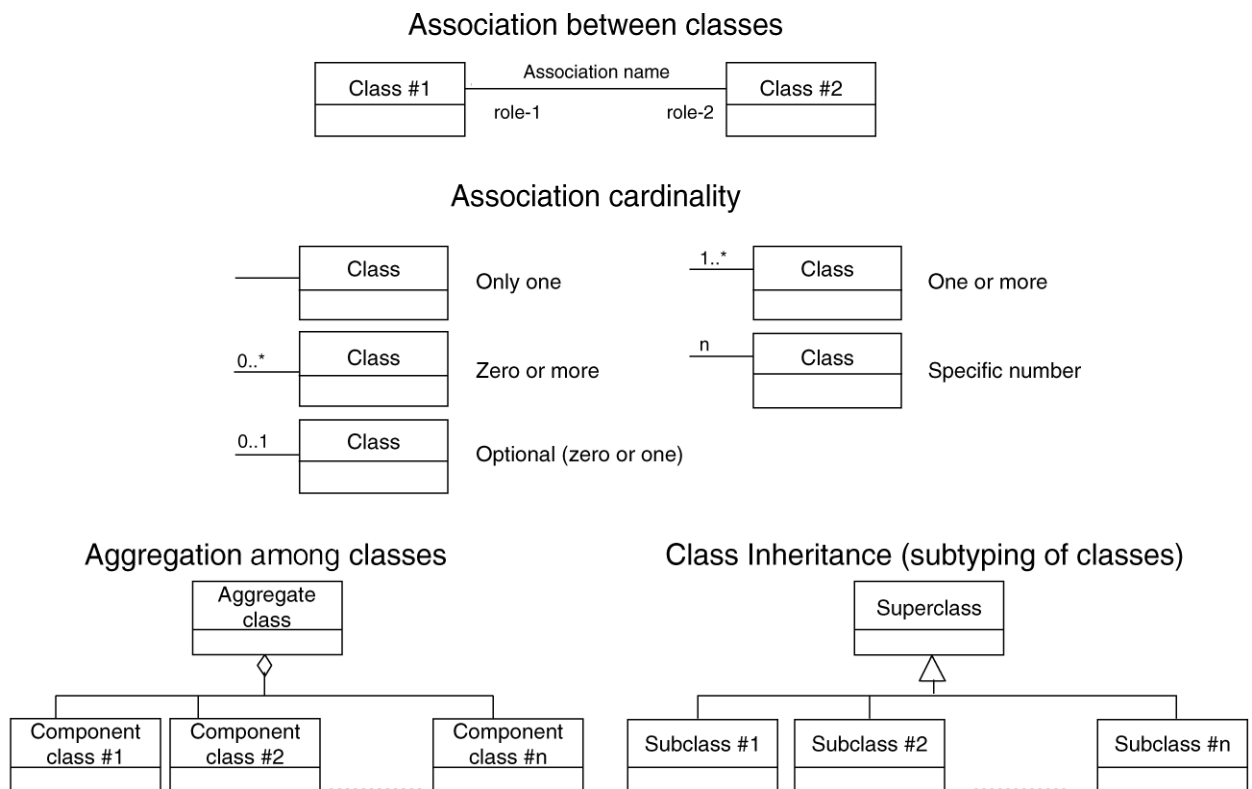 Association between classes
Class #1
Association name
Class #2
role-1
role-2
Association cardinality
Class
Only one
1..*
Class
One or more
0..*
Class
Zero or more
n
Class
Specific number
0..1
Class
Optional (zero or one)
Aggregation among classes
Aggregate
class
Component
class #1
Component
class #2
Component
class #n
Class Inheritance (subtyping of classes)
Superclass
Subclass #1
Subclass #2
Subclass #n